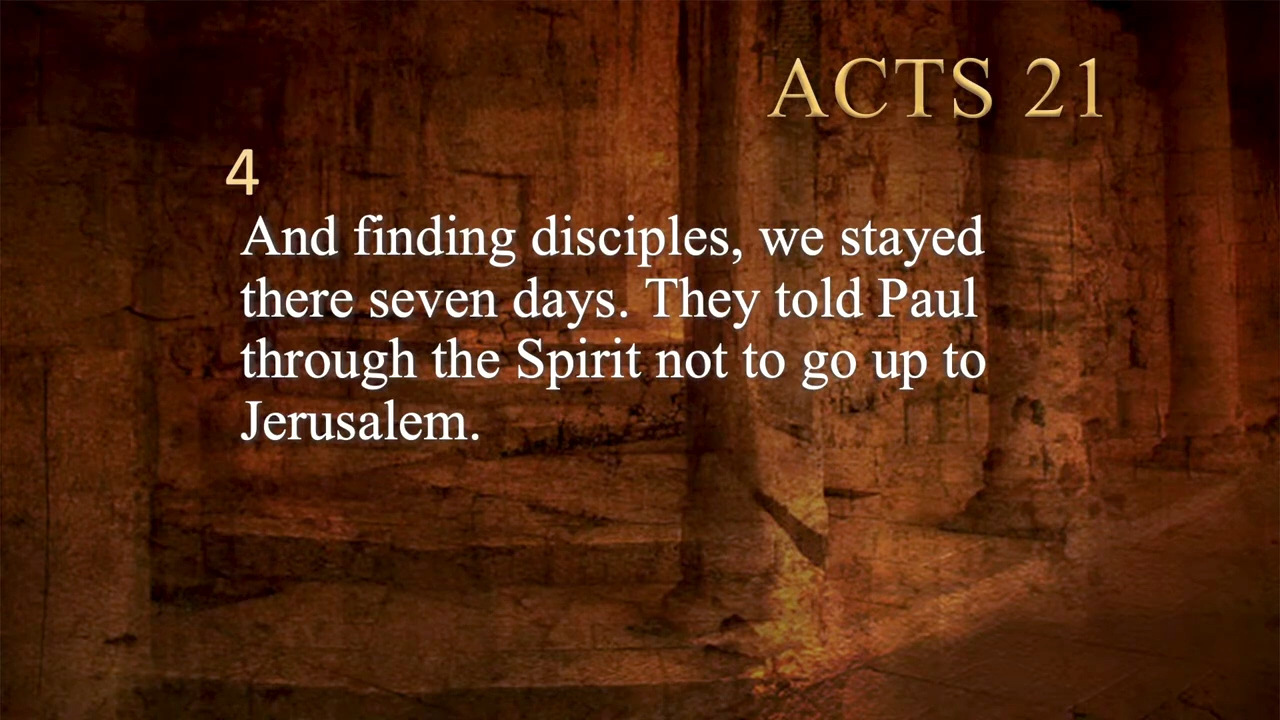 ACTS 21
4
And finding disciples, we stayed
there seven days. They told Paul
through the Spirit not to go up to
Jerusalem.